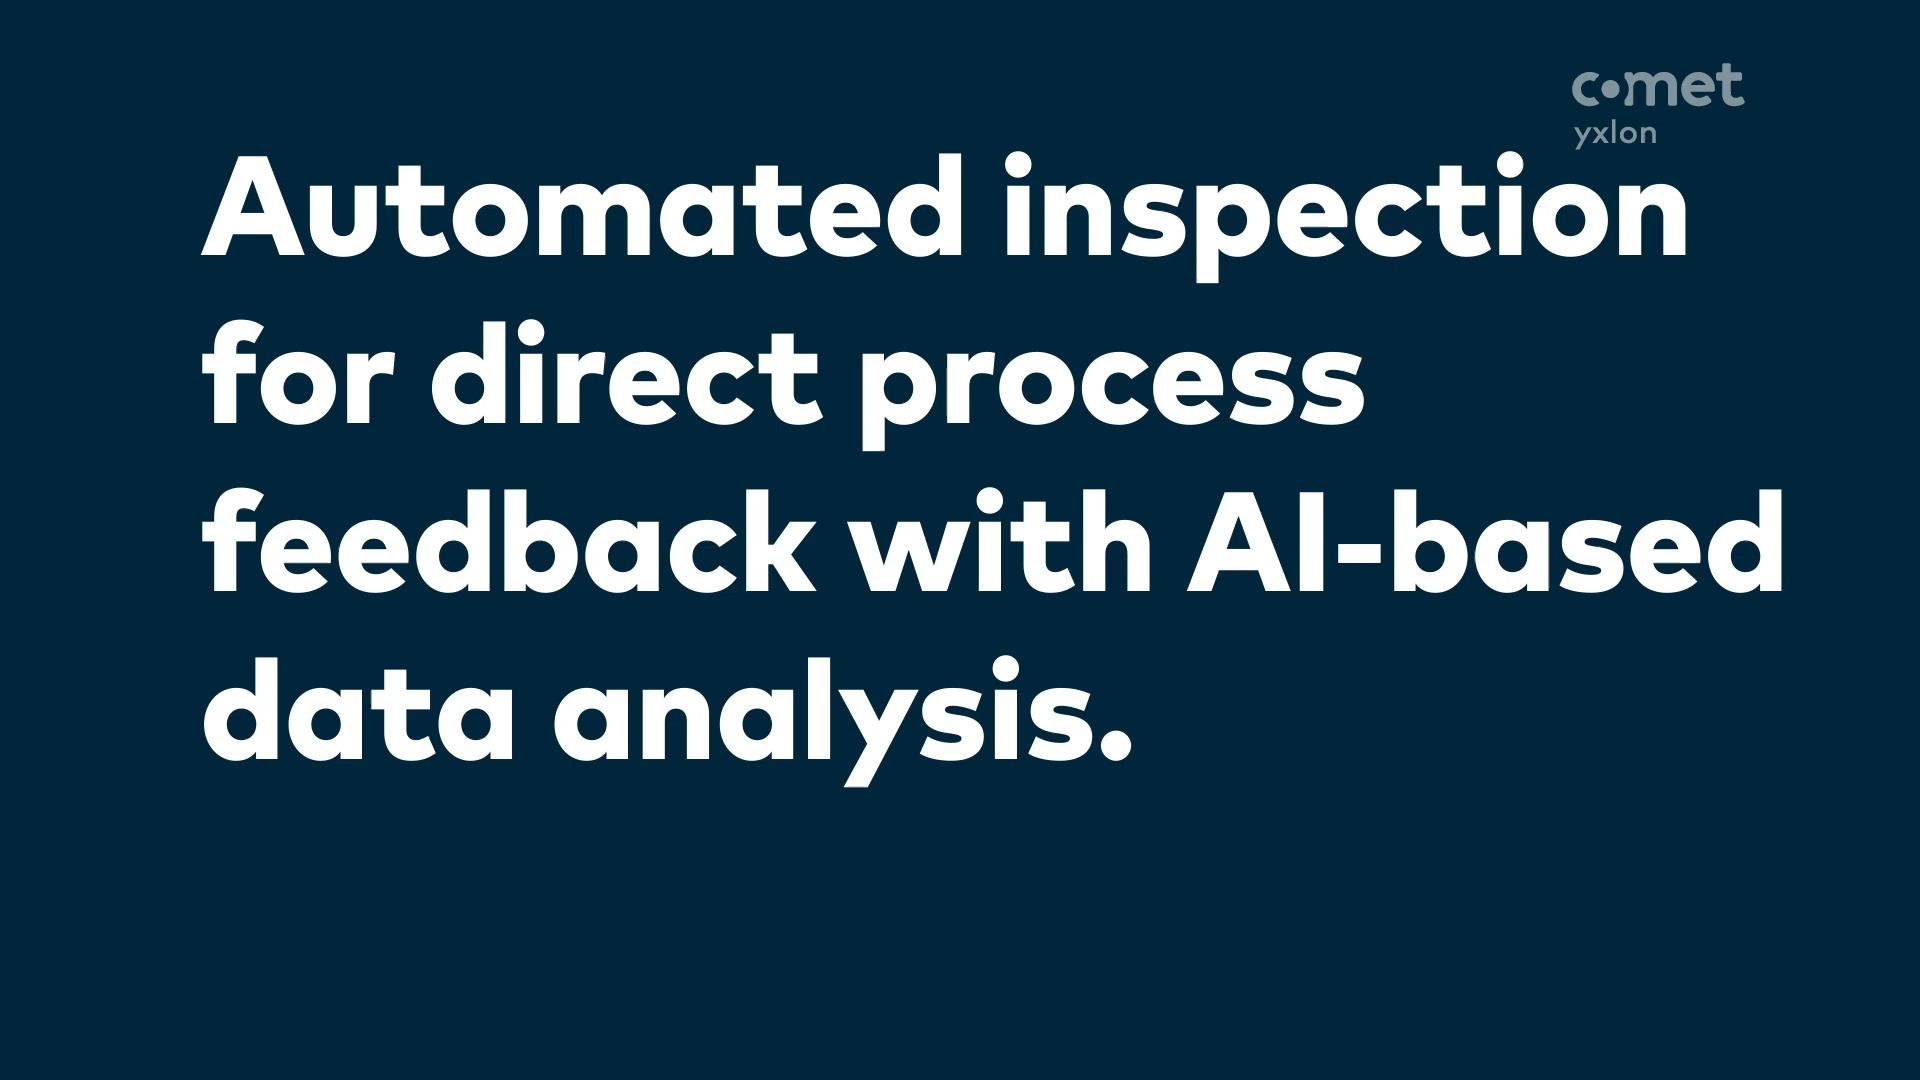 comet
yxlon
Automated inspection
for direct process
feedback with AI-based
data analysis.